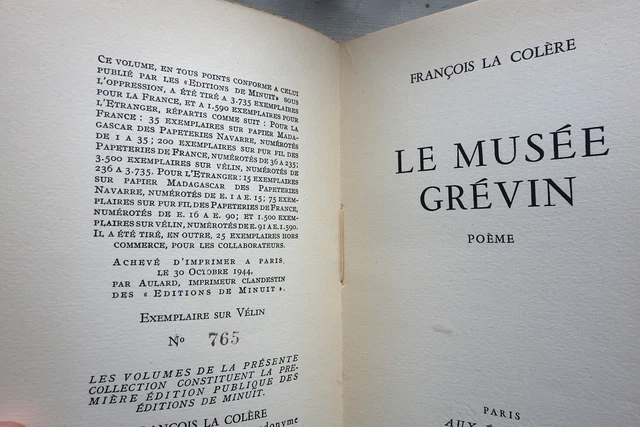 CE VOLUME, EN TOUS POINTS CONFORME A CELUI
PUBLIÉ PAR LES « EDITIONS DE MINUIT » SOUS
L'OPPRESSION, A ÉTÉ TIRÉ A 3.735 EXEMPLAIRES
POUR LA FRANCE, ET A 1.590 EXEMPLAIRES POUR
L'ETRANGER, RÉPARTIS COMME SUIT : POUR LA
FRANCE : 35 EXEMPLAIRES SUR PAPIER MADA-
GASCAR DES PAPETERIES NAVARRE, NUMÉROTÉS
DE 1 A 35 ; 200 EXEMPLAIRES SUR PUR FIL DES
PAPETERIES DE FRANCE, NUMÉROTÉS DE 36 A 235 ;
3.500 EXEMPLAIRES SUR VÉLIN, NUMÉROTÉS DE
236 A 3.735. POUR L'ETRANGER : 15 EXEMPLAIRES
SUR PAPIER MADAGASCAR DES PAPETERIES
NAVARRE, NUMÉROTÉS DE E. 1 A E. 15 ; 75 EXEM-
PLAIRES SUR PUR FIL DES PAPETERIES DE FRANCE,
NUMÉROTÉS DE E. 16 A E. 90 ; ET 1.500 EXEM-
PLAIRES SUR VÉLIN, NUMÉROTÉS DE E. 91 A E. 1.590.
IL A ÉTÉ TIRÉ, EN OUTRE, 25 EXEMPLAIRES HORS
COMMERCE, POUR LES COLLABORATEURS.
ACHEVÉ D'IMPRIMER A PARIS,
LE 30 OCTOBRE 1944,
PAR AULARD, IMPRIMEUR CLANDESTIN
DES « EDITIONS DE MINUIT ».
EXEMPLAIRE SUR VÉLIN
No 765
LES VOLUMES DE LA PRÉSENTE
COLLECTION CONSTITUENT LA PRE-
MIÈRE ÉDITION PUBLIQUE DES
ÉDITIONS DE MINUIT.
FRANÇOIS LA COLÈRE
FRANÇOIS LA COLÈRE
LE MUSÉE
GRÉVIN
POÈME
PARIS